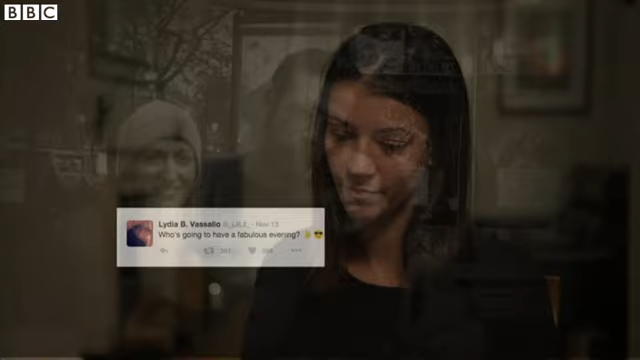 BBC
Lydia B. Vassallo Nov 13
Who's going to have a fabulous evening?